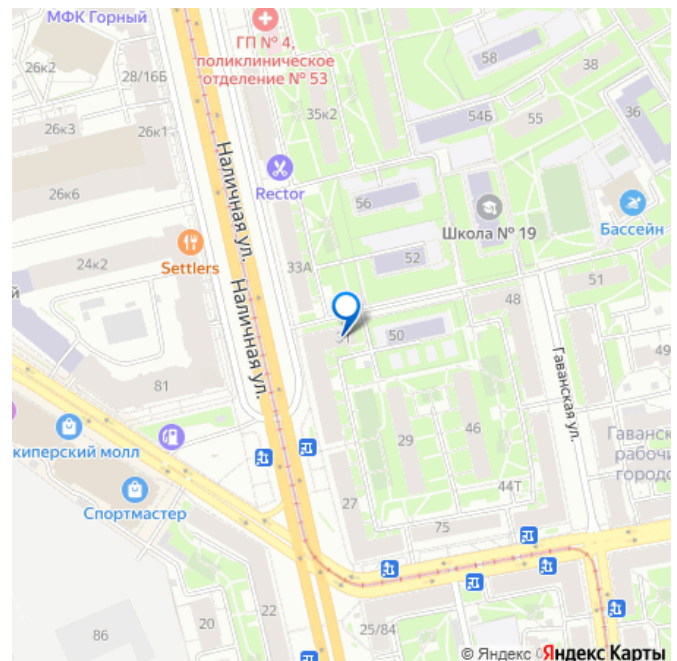 МФК Горный
ГП № 4,
поликлиническое
отделение № 53
26к2
28/16Б
58
38
35к2
54Б
55
36
26к3
26к1
Наличная ул.
Rector
26к6
56
Школа № 19
Бассейн
Settlers
24к2
33А
52
51
48
й
Наличная ул.
50
Гаванская ул.
49
81
киперский молл
29
46
Гаванск
рабочи
городо
Спортмастер
27
44Т
75
86
20
22
25/84
© Яндекс
Яндекс Карты